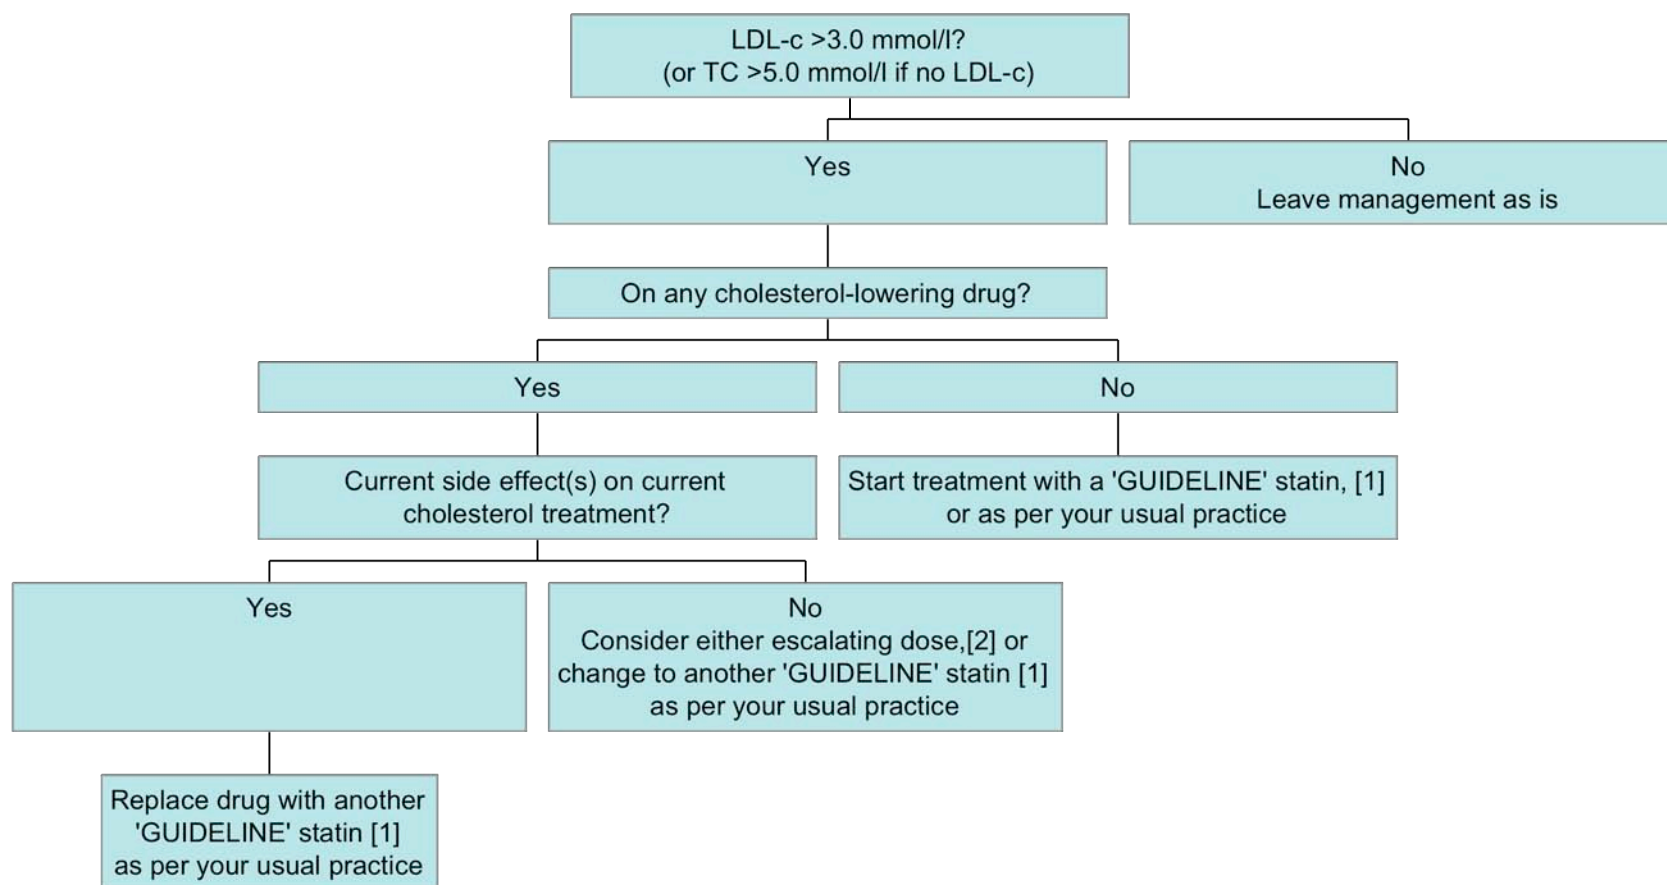 LDL-c >3.0 mmol/l?
(or TC >5.0 mmol/l if no LDL-c)
Yes
No
Leave management as is
On any cholesterol-lowering drug?
Yes
No
Current side effect(s) on current
cholesterol treatment?
Start treatment with a 'GUIDELINE' statin, [1]
or as per your usual practice
Yes
No
Consider either escalating dose,[2] or
change to another 'GUIDELINE' statin [1]
as per your usual practice
Replace drug with another
'GUIDELINE' statin [1]
as per your usual practice